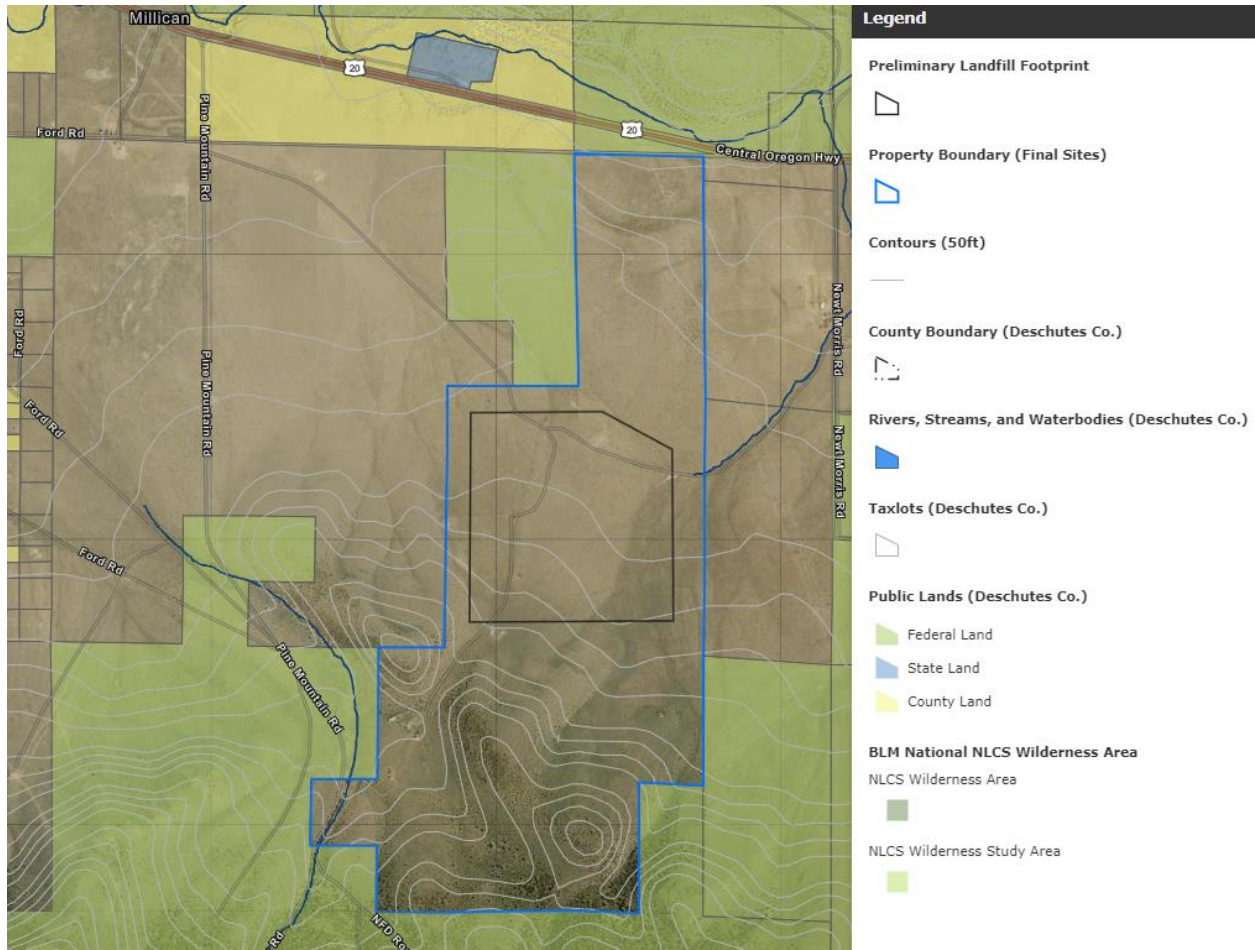 Millican
20
Pine Mountain Rd
Ford Rd
20
Central Oregon Hwy
Ford Rd
Newt Morris Rd
Pine Mountain Rd
Ford Rd
Newt Morris Rd
Ford Rd
Pine Mountain Rd
NFD Ro
Rd
Legend
Preliminary Landfill Footprint
Property Boundary (Final Sites)
Contours (50ft)
County Boundary (Deschutes Co.)
Rivers, Streams, and Waterbodies (Deschutes Co.)
Taxlots (Deschutes Co.)
Public Lands (Deschutes Co.)
Federal Land
State Land
County Land
BLM National NLCS Wilderness Area
NLCS Wilderness Area
NLCS Wilderness Study Area